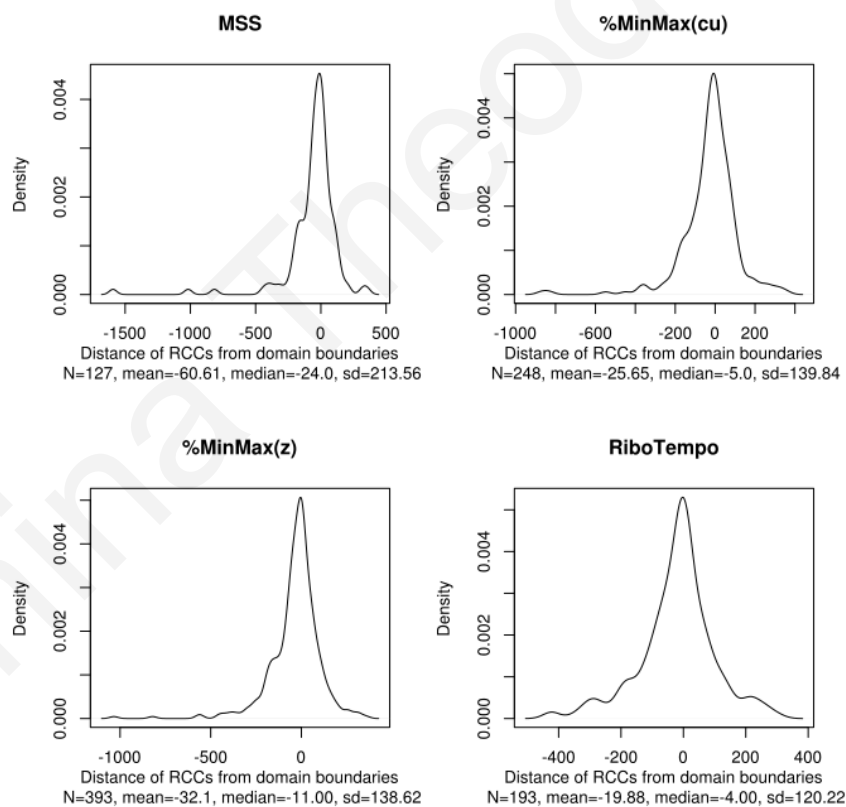 MSS
0.004
0.002
0.000
Density
-1500 -1000 -500 0 500
Distance of RCCs from domain boundaries
N=127, mean=-60.61, median=-24.0, sd=213.56
%MinMax(cu)
0.004
0.002
0.000
Density
-1000 -600 -200 0 200
Distance of RCCs from domain boundaries
N=248, mean=-25.65, median=-5.0, sd=139.84
%MinMax(z)
0.004
0.002
0.000
Density
-1000 -500 0
Distance of RCCs from domain boundaries
N=393, mean=-32.1, median=-11.00, sd=138.62
RiboTempo
0.004
0.002
0.000
Density
-400 -200 0 200 400
Distance of RCCs from domain boundaries
N=193, mean=-19.88, median=-4.00, sd=120.22